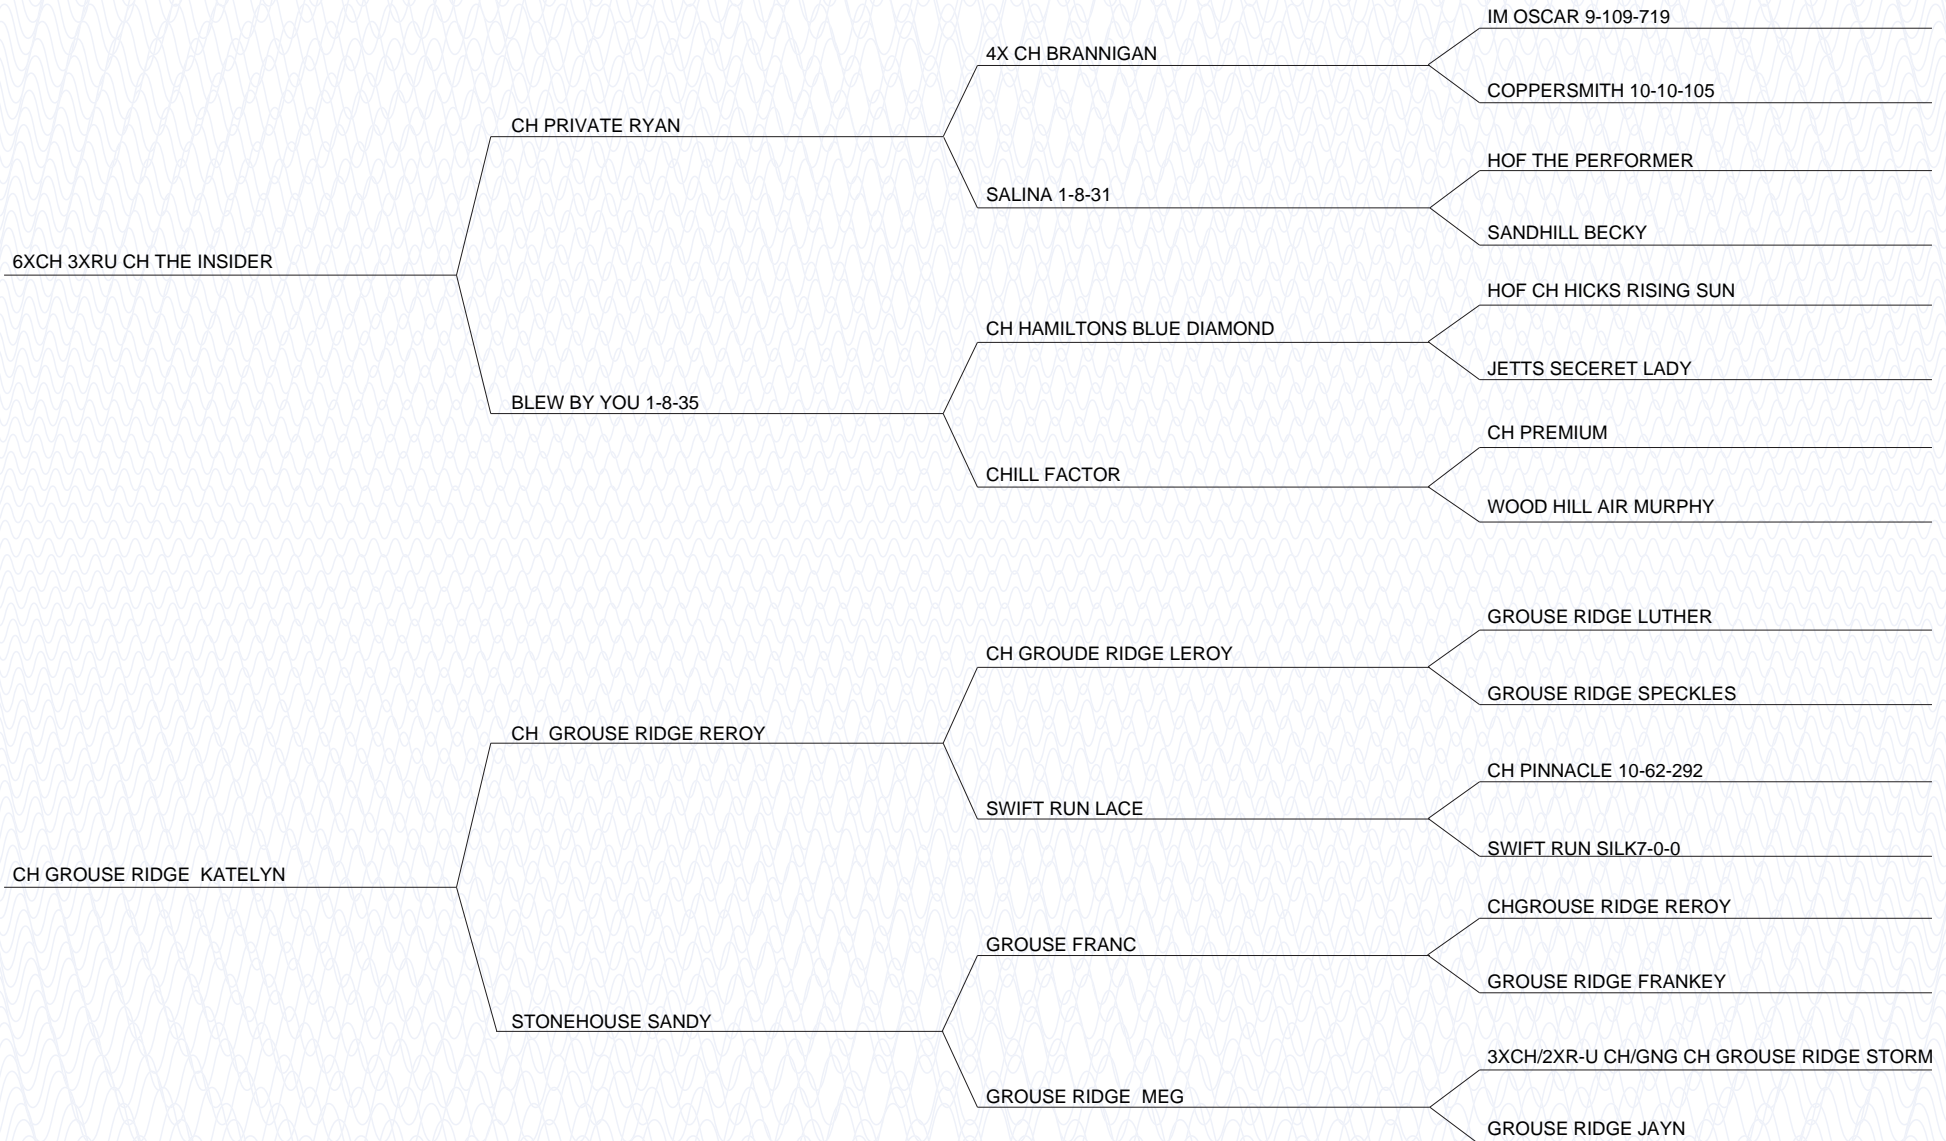 IM OSCAR 9-109-719
4X CH BRANNIGAN
COPPERSMITH 10-10-105
CH PRIVATE RYAN
HOF THE PERFORMER
SALINA 1-8-31
SANDHILL BECKY
6XCH 3XRU CH THE INSIDER
HOF CH HICKS RISING SUN
CH HAMILTONS BLUE DIAMOND
JETTS SECERET LADY
BLEW BY YOU 1-8-35
CH PREMIUM
CHILL FACTOR
WOOD HILL AIR MURPHY
GROUSE RIDGE LUTHER
CH GROUDE RIDGE LEROY
GROUSE RIDGE SPECKLES
CH  GROUSE RIDGE REROY
CH PINNACLE 10-62-292
SWIFT RUN LACE
SWIFT RUN SILK7-0-0
CH GROUSE RIDGE  KATELYN
CHGROUSE RIDGE REROY
GROUSE FRANC
GROUSE RIDGE FRANKEY
STONEHOUSE SANDY
3XCH/2XR-U CH/GNG CH GROUSE RIDGE STORM
GROUSE RIDGE  MEG
GROUSE RIDGE JAYN